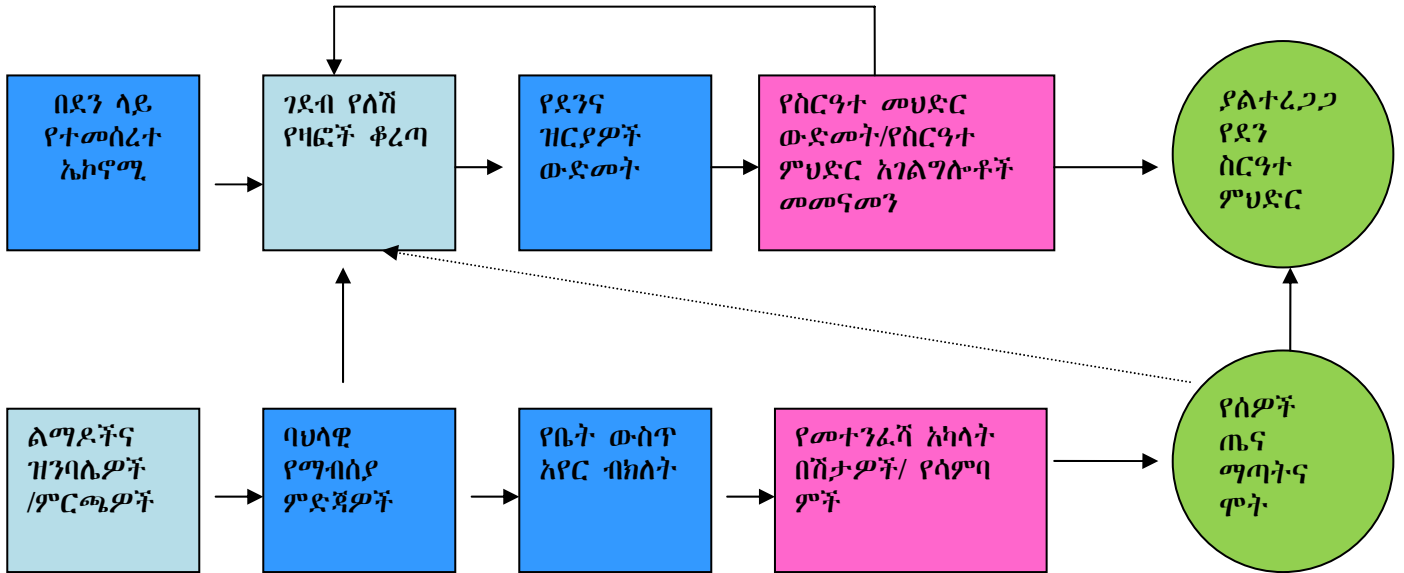 በደን ላይ
የተመሰረተ
ኤኮኖሚ
ገደብ የለሽ
የዛፎች ቆረጣ
የደንና
ዝርያዎች
ውድመት
የስርዓተ መህድር
ውድመት/የስርዓተ
ምህድር አገልግሎቶች
መመናመን
ያልተረጋጋ
የደን
ስርዓተ
ምህድር
ልማዶችና
ዝንባሌዎች
/ምርጫዎች
ባህላዊ
የማብሰያ
ምድጃዎች
የቤት ውስጥ
አየር ብክለት
የመተንፈሻ አካላት
በሽታዎች/ የሳምባ
ምች
የሰዎች
ጤና
ማጣትና
ሞት